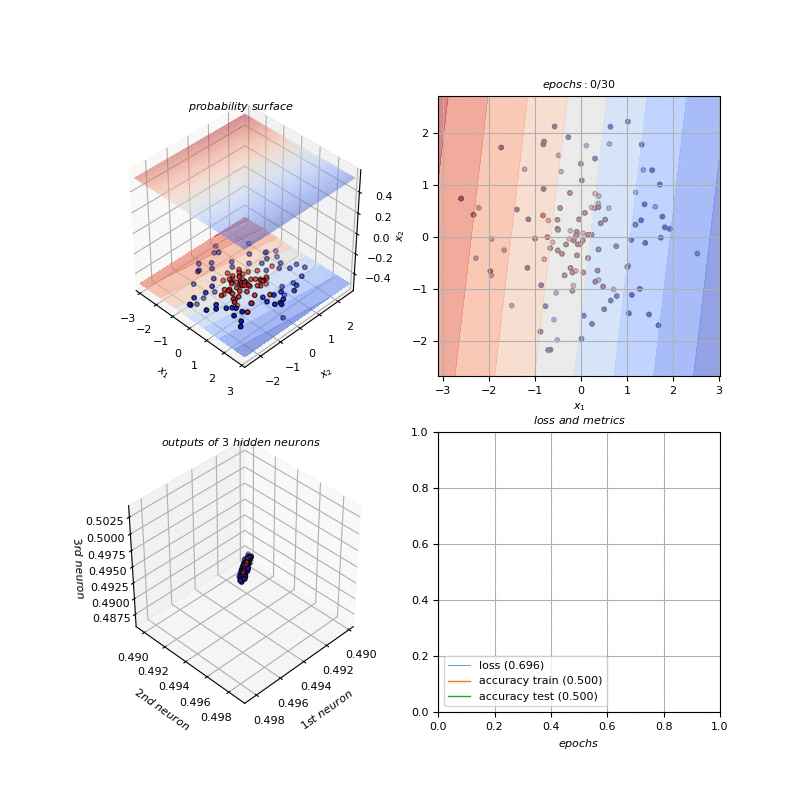 probability surface
0.4
0.2
0.0
−0.2
−0.4
x₂
−3
−2
−1
0
1
2
3
x₁
−2
−1
0
1
2
x₂
epochs : 0/30
2
1
0
−1
−2
−3 −2 −1 0 1 2 3
x₁
outputs of 3 hidden neurons
0.5025
0.5000
0.4975
0.4950
0.4925
0.4900
0.4875
3rd neuron
0.490
0.492
0.494
0.496
0.498
2nd neuron
0.490
0.492
0.494
0.496
0.498
1st neuron
loss and metrics
1.0
0.8
0.6
0.4
0.2
0.0
loss (0.696)
accuracy train (0.500)
accuracy test (0.500)
0.0 0.2 0.4 0.6 0.8 1.0
epochs